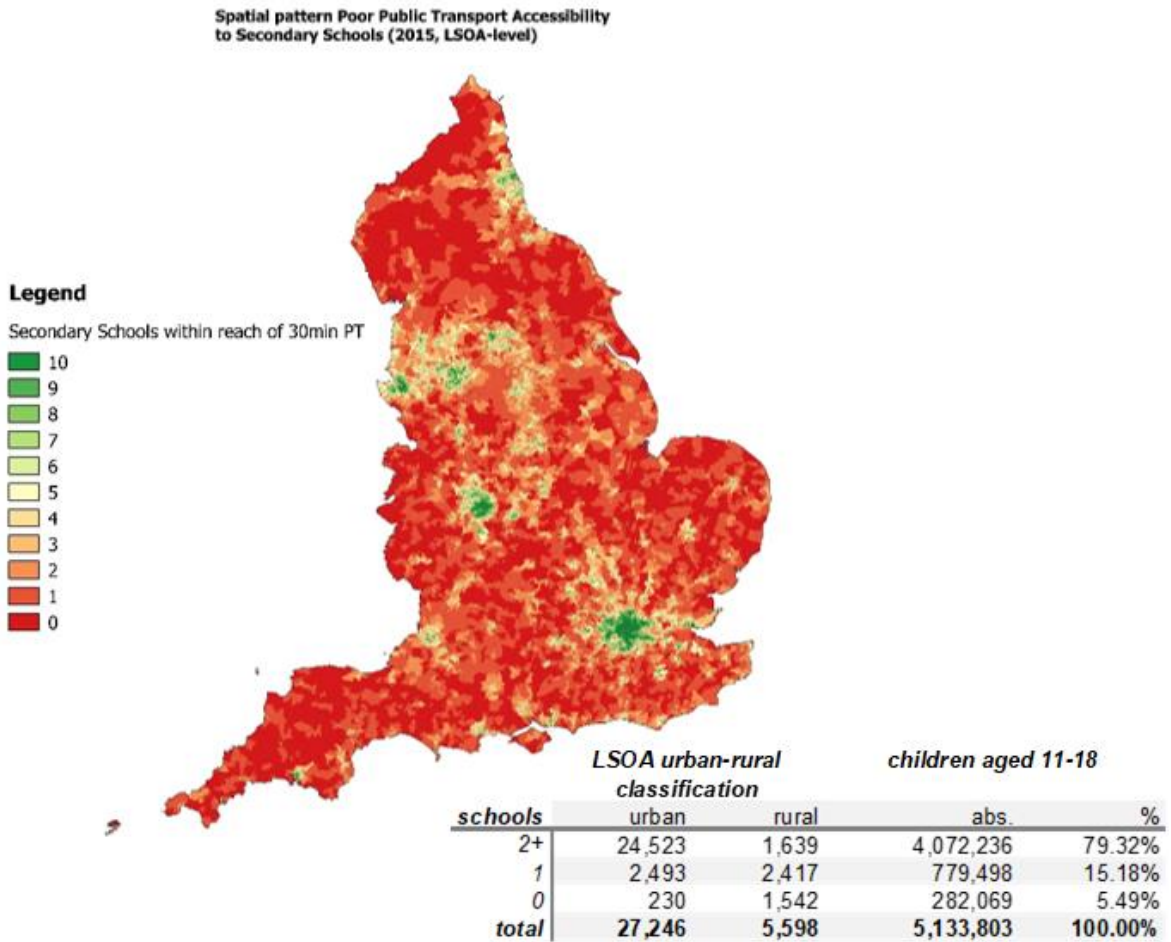 Spatial pattern Poor Public Transport Accessibility
to Secondary Schools (2015, LSOA-level)
Legend
Secondary Schools within reach of 30min PT
10
9
8
7
6
5
4
3
2
1
0
LSOA urban-rural children aged 11-18
classification
schools urban rural abs. %
2+ 24,523 1,639 4,072,236 79.32%
1 2,493 2,417 779,498 15.18%
0 230 1,542 282,069 5.49%
total 27,246 5,598 5,133,803 100.00%